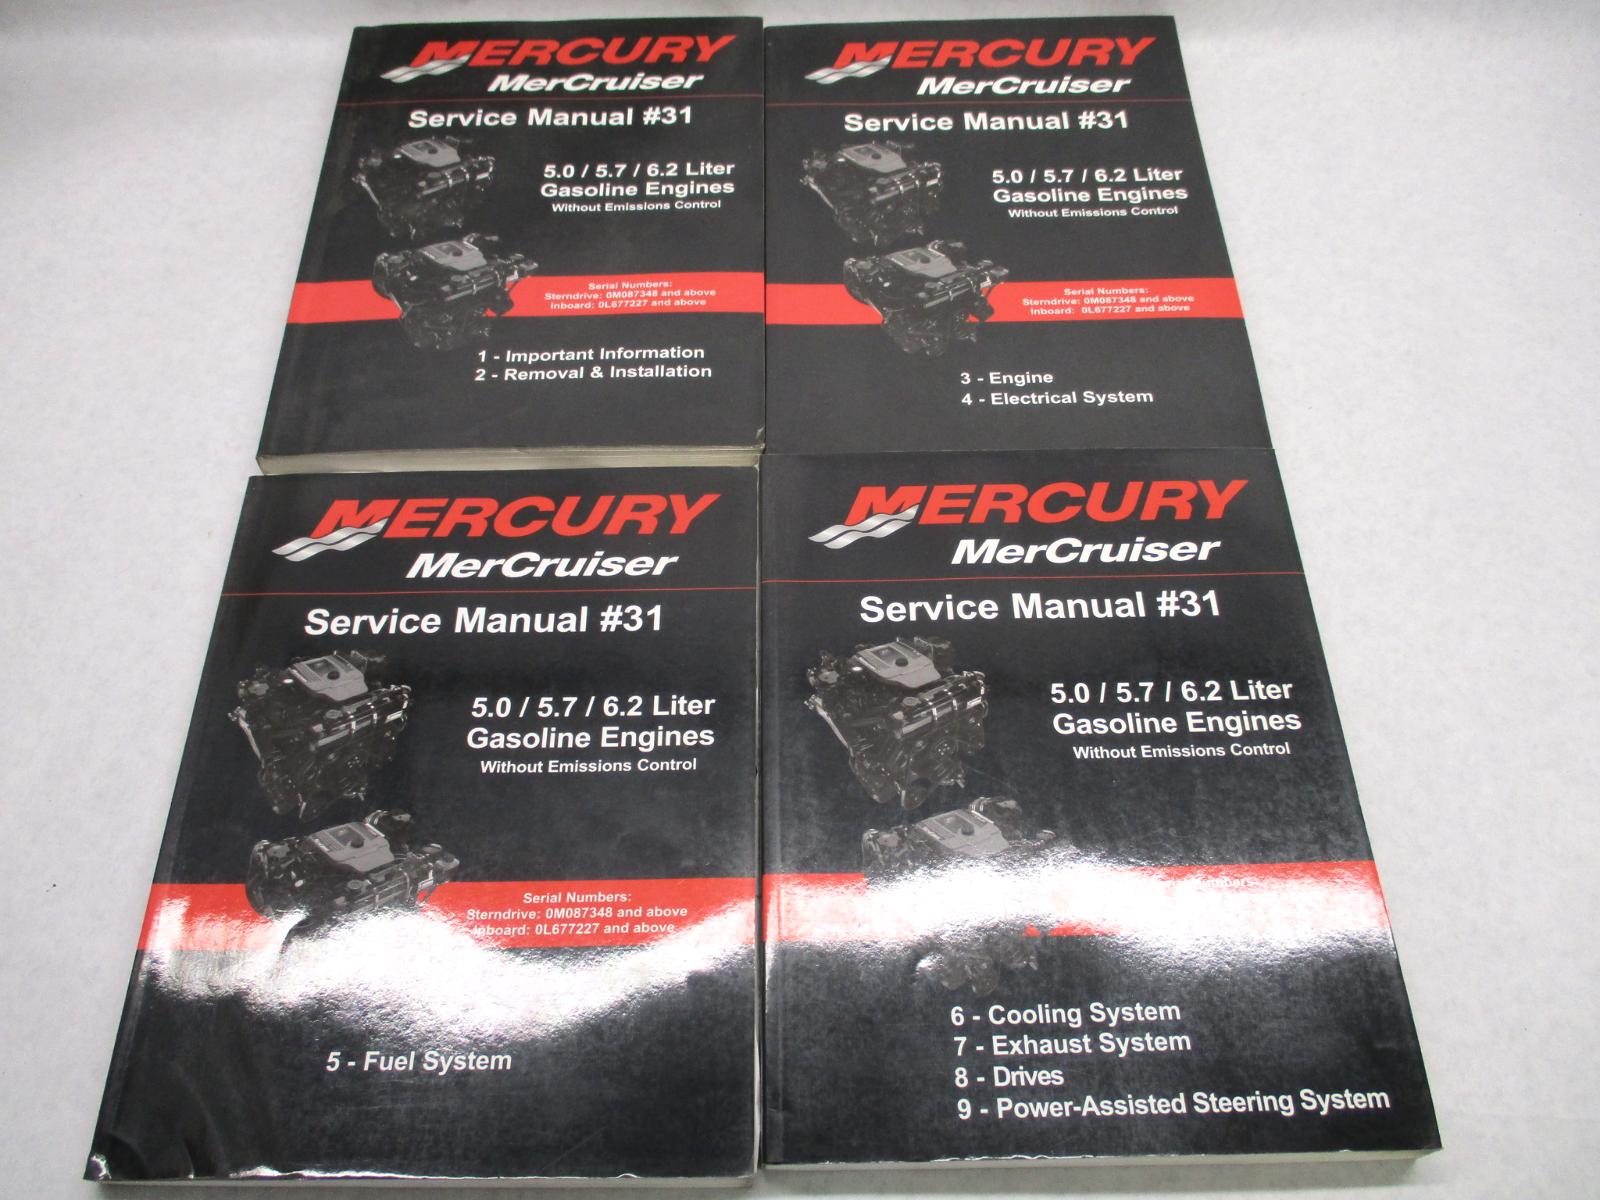 MERCURY
MerCruiser
Service Manual #31
5.0 / 5.7 / 6.2 Liter
Gasoline Engines
Without Emissions Control
Serial Numbers:
Sterndrive: 0M087348 and above
Inboard: 0L677227 and above
1 - Important Information
2 - Removal & Installation
MERCURY
MerCruiser
Service Manual #31
5.0 / 5.7 / 6.2 Liter
Gasoline Engines
Without Emissions Control
Serial Numbers:
Sterndrive: 0M087348 and above
Inboard: 0L677227 and above
3 - Engine
4 - Electrical System
MERCURY
MerCruiser
Service Manual #31
5.0 / 5.7 / 6.2 Liter
Gasoline Engines
Without Emissions Control
Serial Numbers:
Sterndrive: 0M087348 and above
Inboard: 0L677227 and above
5 - Fuel System
MERCURY
MerCruiser
Service Manual #31
5.0 / 5.7 / 6.2 Liter
Gasoline Engines
Without Emissions Control
Serial Numbers:
6 - Cooling System
7 - Exhaust System
8 - Drives
9 - Power-Assisted Steering System